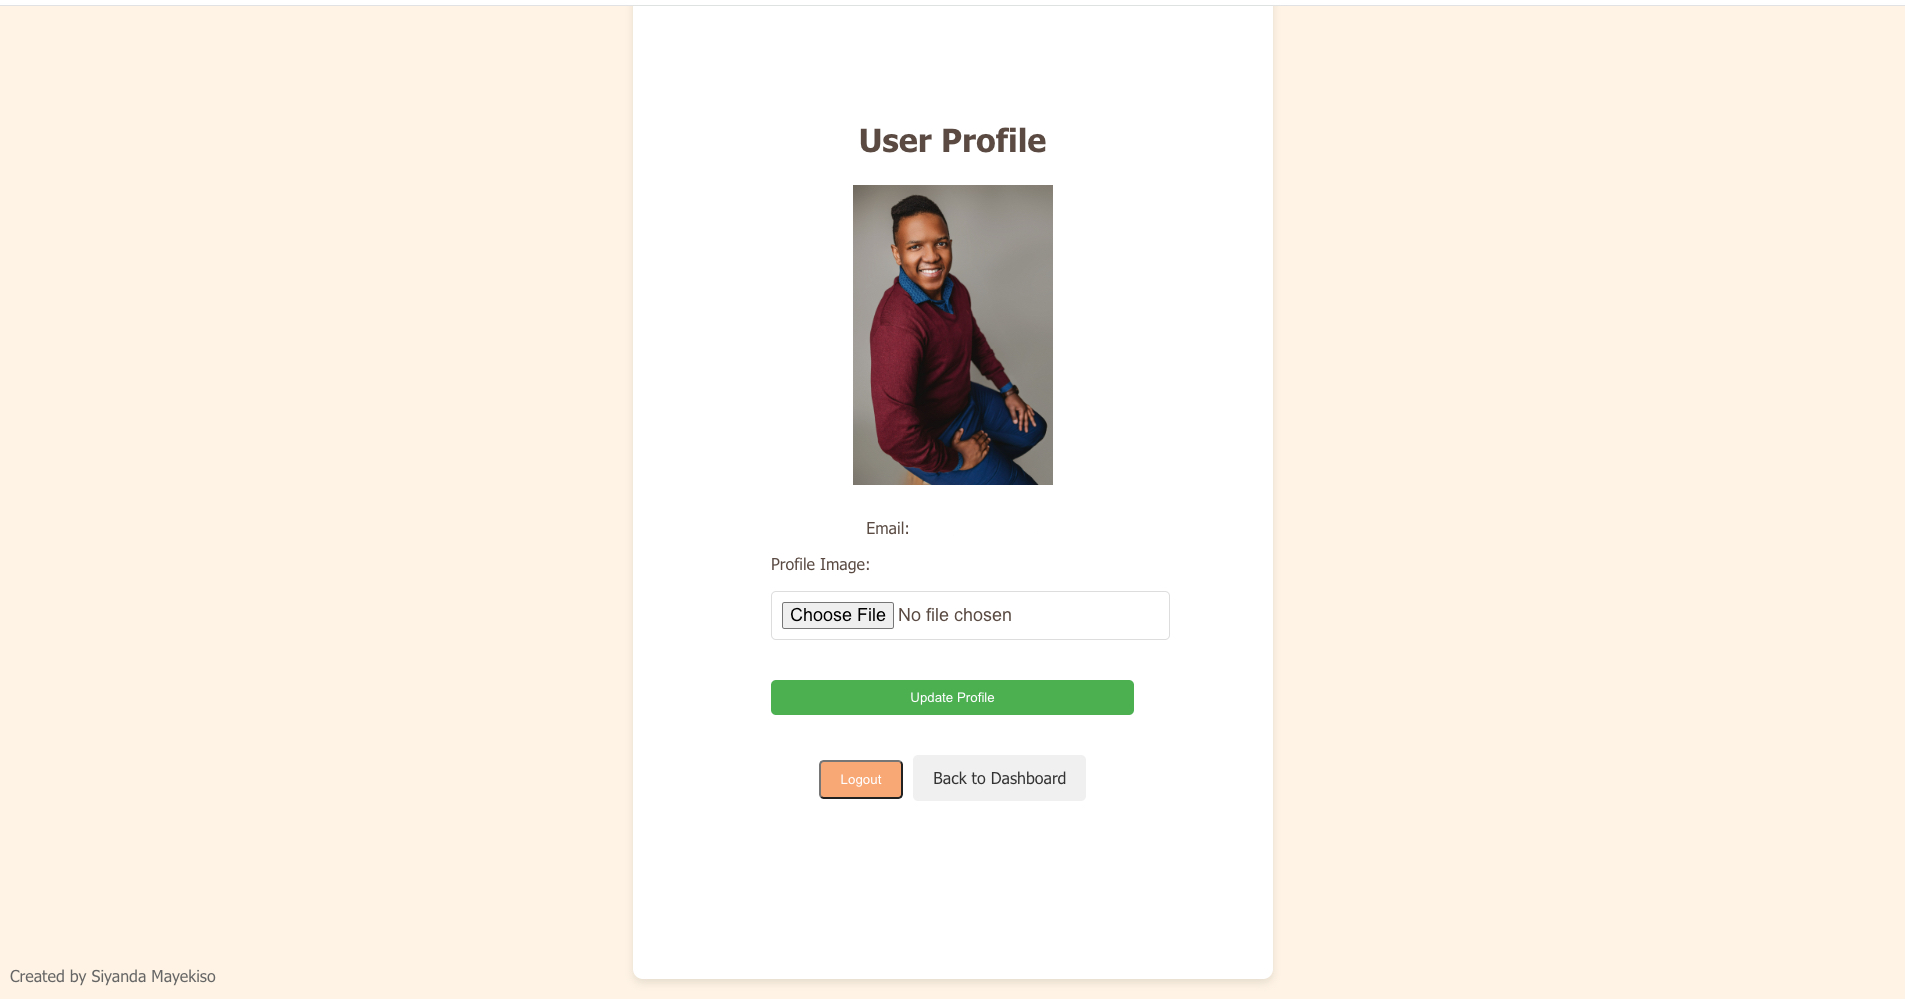 User Profile
Email:
Profile Image:
Choose File No file chosen
Update Profile
Logout Back to Dashboard
Created by Siyanda Mayekiso